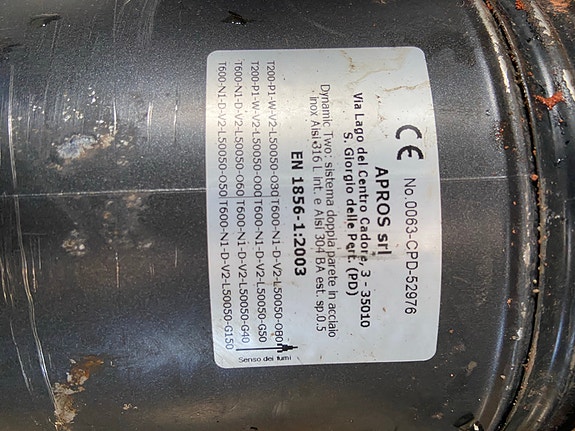 CE No.0063-CPD-52976
APROS srl
Via Lago del Centro Cadore, 3 - 35010
S. Giorgio delle Pert. (PD)
Dynamic Two: sistema doppia parete in acciaio
inox Aisi 316 L int. e Aisi 304 BA est. sp.0.5
EN 1856-1:2003
T200-P1-W-V2-L50050-O30 T600-N1-D-V2-L50050-O80
T200-P1-W-V2-L50050-O00 T600-N1-D-V2-L50050-G50
T600-N1-D-V2-L50050-O60 T600-N1-D-V2-L50050-G40
T600-N1-D-V2-L50050-O50 T600-N1-D-V2-L50050-G150
Senso dei fumi